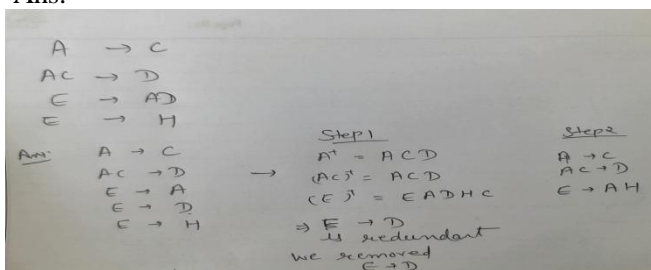 Ans.
A → C
AC → D
E → AD
E → H
Ans: A → C
AC → D
E → A
E → D
E → H
→
Step 1
A⁺ = ACD
(AC)⁺ = ACD
(E)⁺ = EADHC
⇒ E → D
is redundant
we removed
E → D
Step 2
A → C
AC → D
E → AH